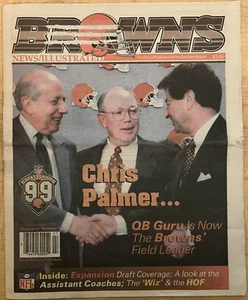 BROWNS
NEWS/ILLUSTRATED
99
Chris
Palmer...
QB Guru Is Now
The Browns'
Field Leader
NFL
Inside: Expansion Draft Coverage; A look at the
Assistant Coaches; The 'Wiz' & the HOF